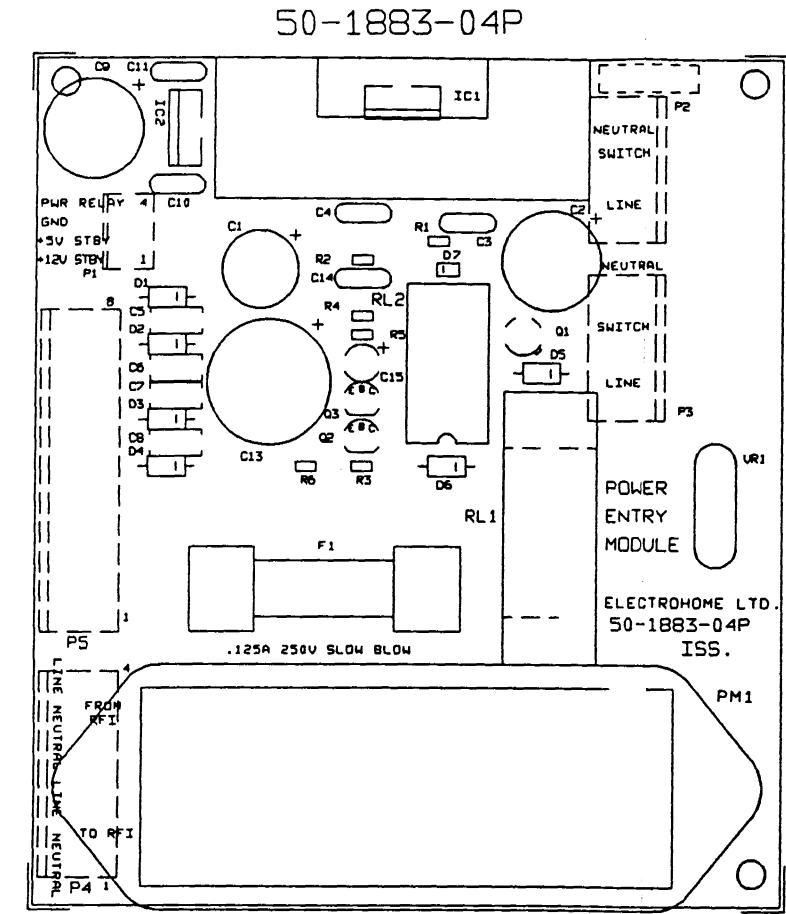 50-1883-04P
C9
C11
IC2
IC1
P2
NEUTRAL
SWITCH
LINE
C10
PWR RELAY 4
GND
+5V STBY
+12V STBY 1
P1
C4
C1
R1
C3
C2
R2
D7
C14
NEUTRAL
D1
RL2
8
C5
R4
D2
R5
Q1
SWITCH
D5
C6
C15
C7
E B C
LINE
D3
Q3
P3
C8
E B C
Q2
D4
C13
R6
R3
D6
VR1
RL1
POWER
ENTRY
MODULE
F1
ELECTROHOME LTD.
50-1883-04P
ISS.
1
P5
.125A 250V SLOW BLOW
4
LINE NEUTRAL LINE NEUTRAL
FROM
RFI
PM1
TO RFI
P4
1